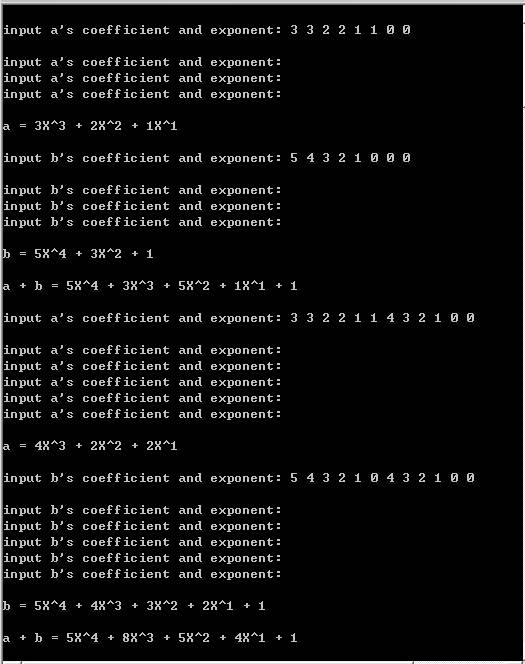 input a's coefficient and exponent: 3 3 2 2 1 1 0 0
input a's coefficient and exponent:
input a's coefficient and exponent:
input a's coefficient and exponent:
a = 3X^3 + 2X^2 + 1X^1
input b's coefficient and exponent: 5 4 3 2 1 0 0 0
input b's coefficient and exponent:
input b's coefficient and exponent:
input b's coefficient and exponent:
b = 5X^4 + 3X^2 + 1
a + b = 5X^4 + 3X^3 + 5X^2 + 1X^1 + 1
input a's coefficient and exponent: 3 3 2 2 1 1 4 3 2 1 0 0
input a's coefficient and exponent:
input a's coefficient and exponent:
input a's coefficient and exponent:
input a's coefficient and exponent:
input a's coefficient and exponent:
a = 4X^3 + 2X^2 + 2X^1
input b's coefficient and exponent: 5 4 3 2 1 0 4 3 2 1 0 0
input b's coefficient and exponent:
input b's coefficient and exponent:
input b's coefficient and exponent:
input b's coefficient and exponent:
input b's coefficient and exponent:
b = 5X^4 + 4X^3 + 3X^2 + 2X^1 + 1
a + b = 5X^4 + 8X^3 + 5X^2 + 4X^1 + 1